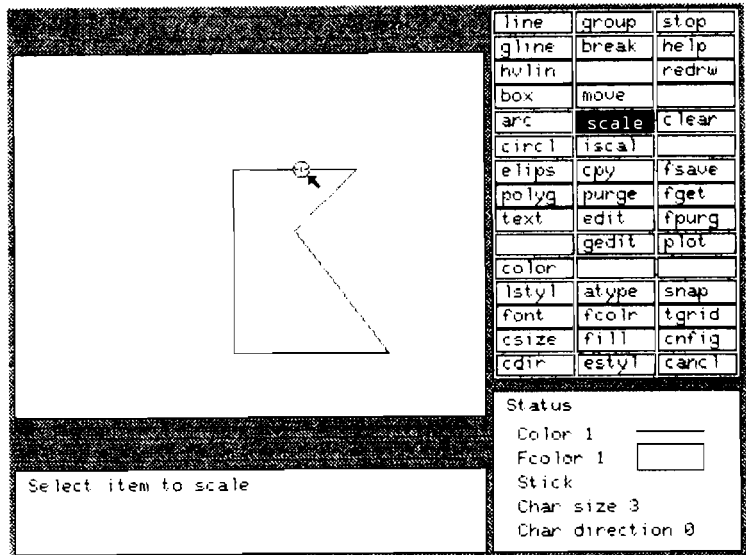 line group stop
gline break help
hvlin redrw
box move
arc scale clear
circl iscal
elips cpy fsave
polyg purge fget
text edit fpurg
gedit plot
color
lstyl atype snap
font fcolr tgrid
csize fill cnfig
cdir estyl cancl
Status
Color 1
Fcolor 1
Stick
Char size 3
Char direction 0
Select item to scale